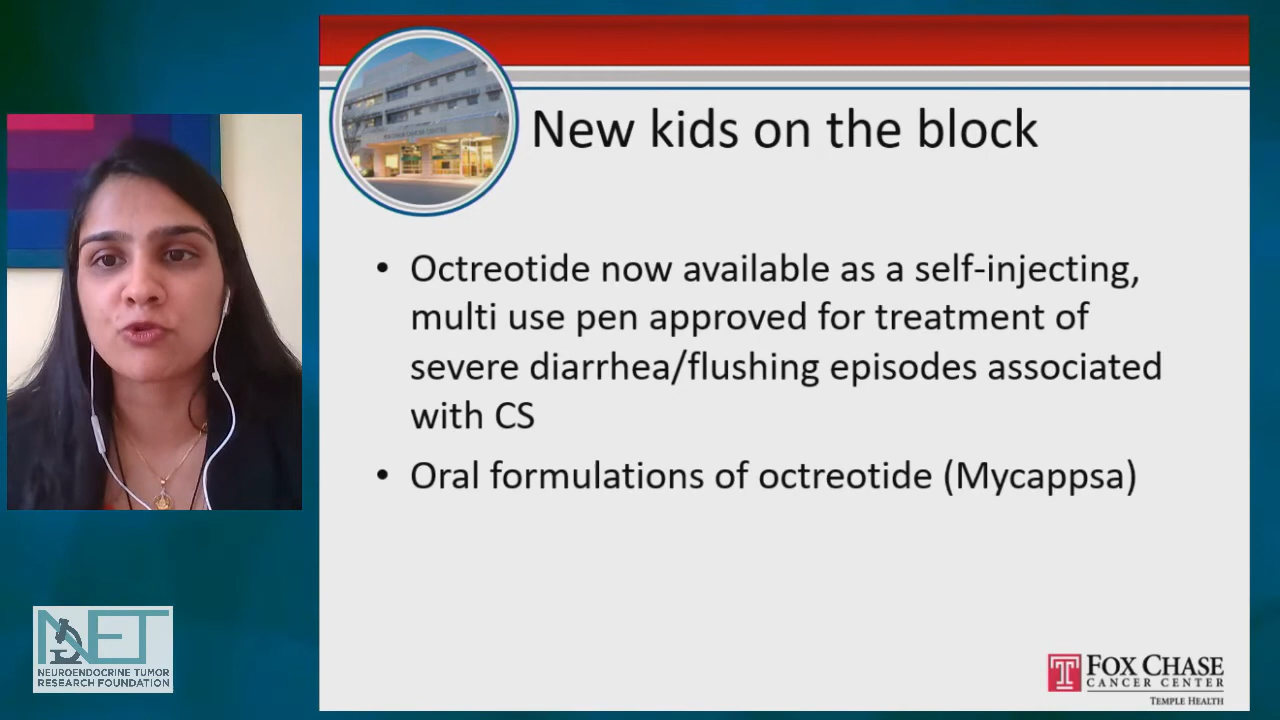 New kids on the block
• Octreotide now available as a self-injecting,
multi use pen approved for treatment of
severe diarrhea/flushing episodes associated
with CS
• Oral formulations of octreotide (Mycappsa)
NET
NEUROENDOCRINE TUMOR
RESEARCH FOUNDATION
FOX CHASE
CANCER CENTER
TEMPLE HEALTH